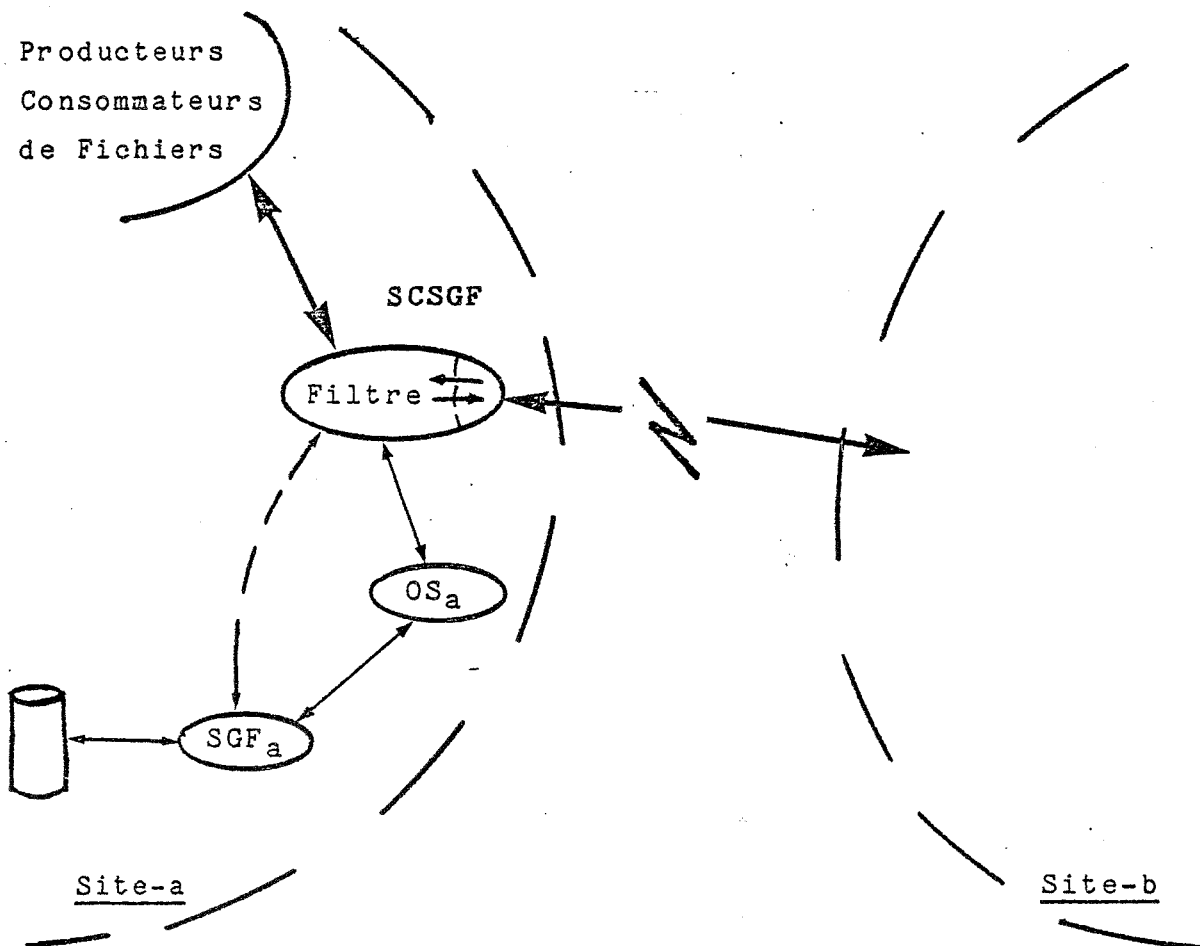 Producteurs
Consommateurs
de Fichiers
SCSGF
Filtre
OSa
SGFa
Site-a
Site-b